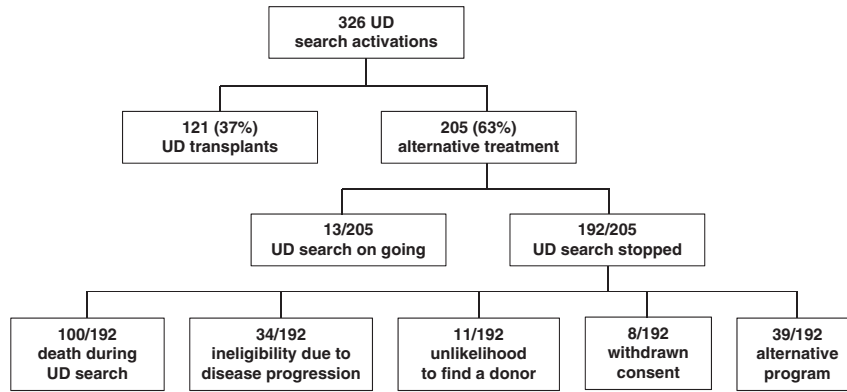 326 UD
search activations
121 (37%)
UD transplants
205 (63%)
alternative treatment
13/205
UD search on going
192/205
UD search stopped
100/192
death during
UD search
34/192
ineligibility due to
disease progression
11/192
unlikelihood
to find a donor
8/192
withdrawn
consent
39/192
alternative
program